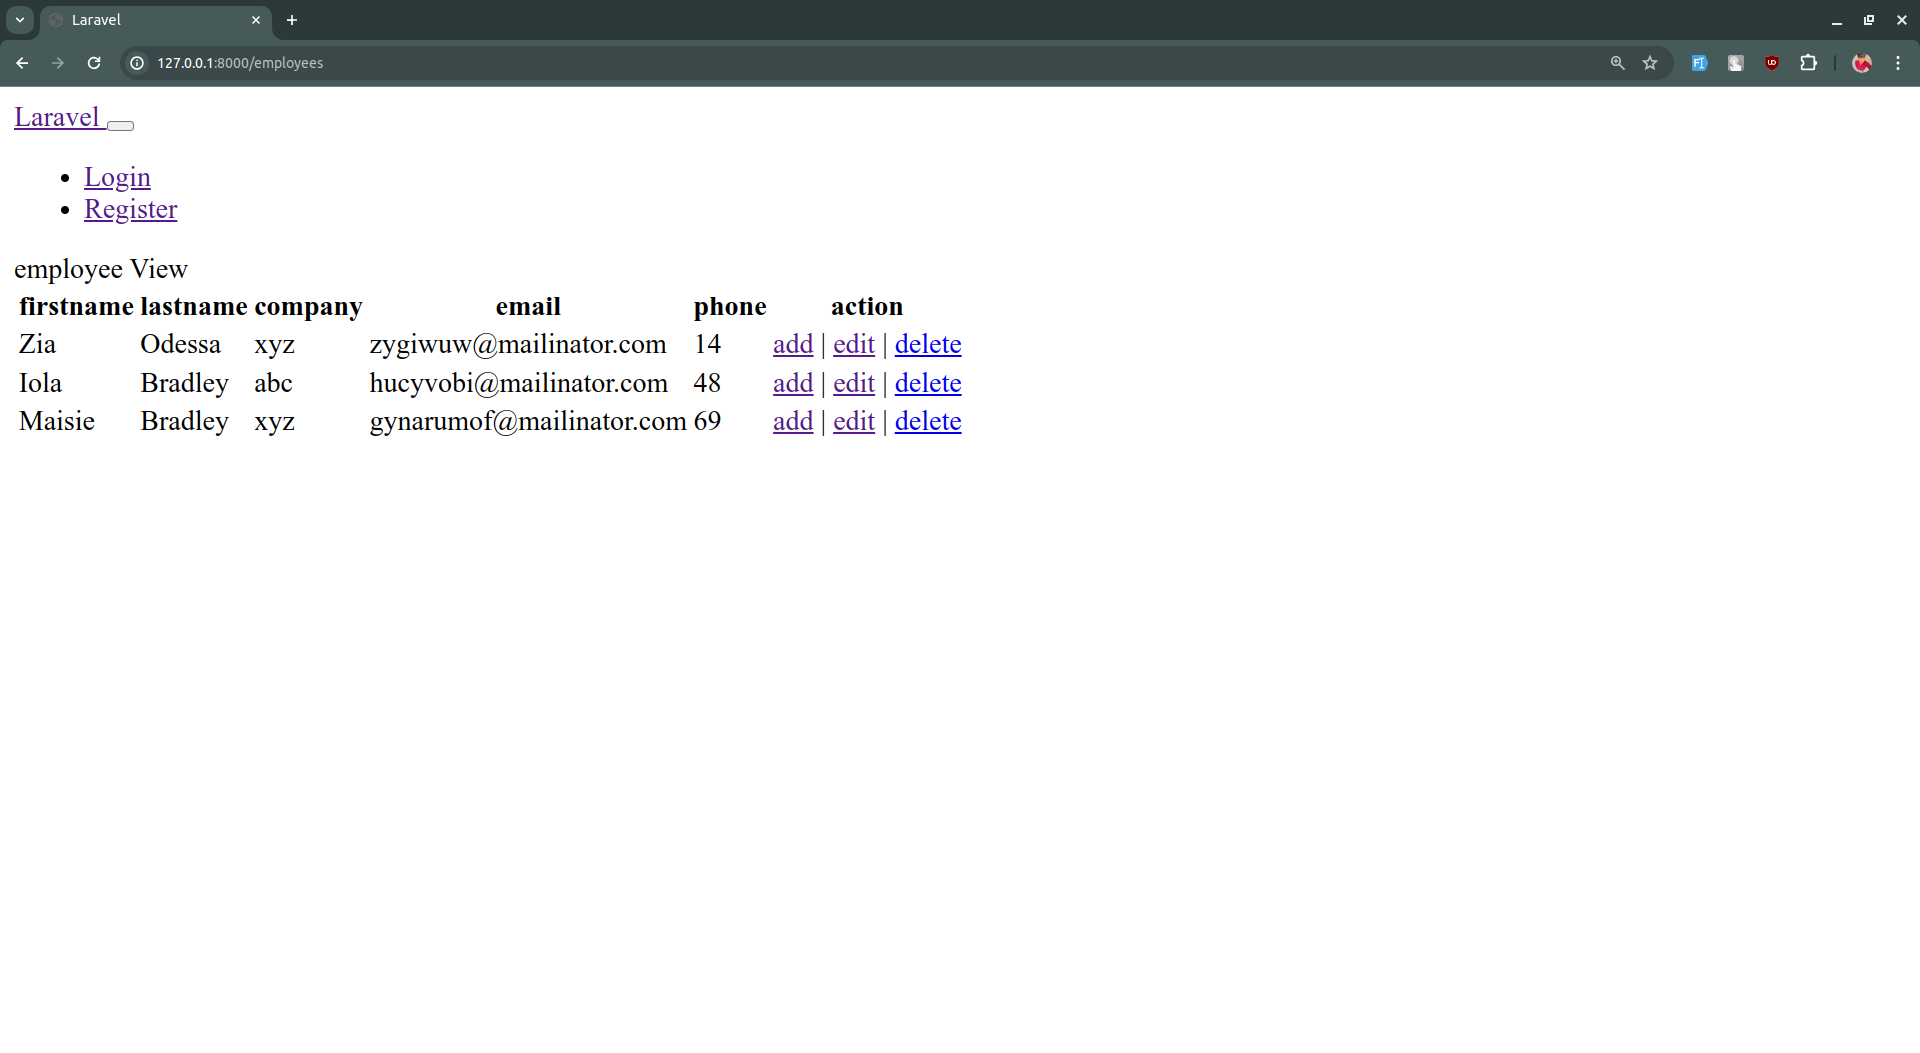 Laravel
127.0.0.1:8000/employees
Laravel
Login
Register
employee View
firstname lastname company email phone action
Zia Odessa xyz zygiwuw@mailinator.com 14 add | edit | delete
Iola Bradley abc hucyvobi@mailinator.com 48 add | edit | delete
Maisie Bradley xyz gynarumof@mailinator.com 69 add | edit | delete